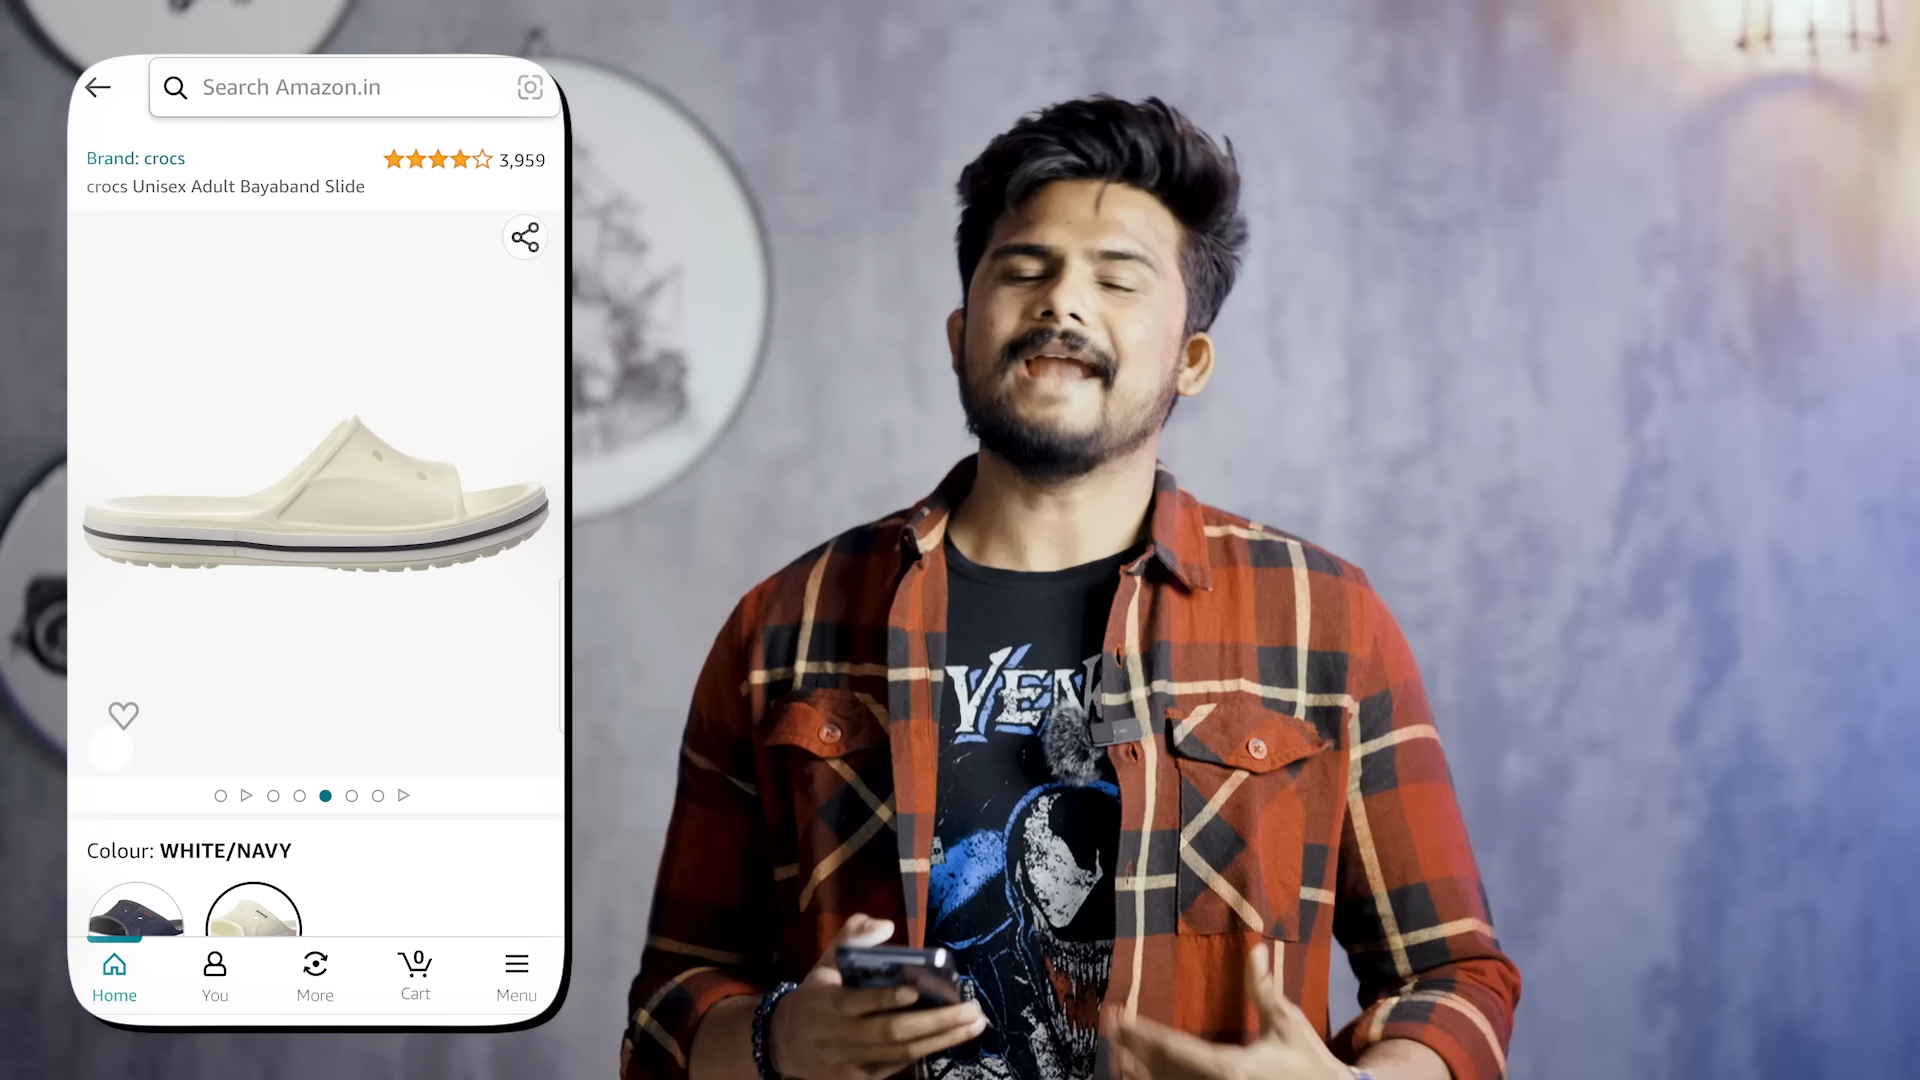 Search Amazon.in
Brand: crocs
3,959
crocs Unisex Adult Bayaband Slide
Colour: WHITE/NAVY
0
Home
You
More
Cart
Menu
VEN